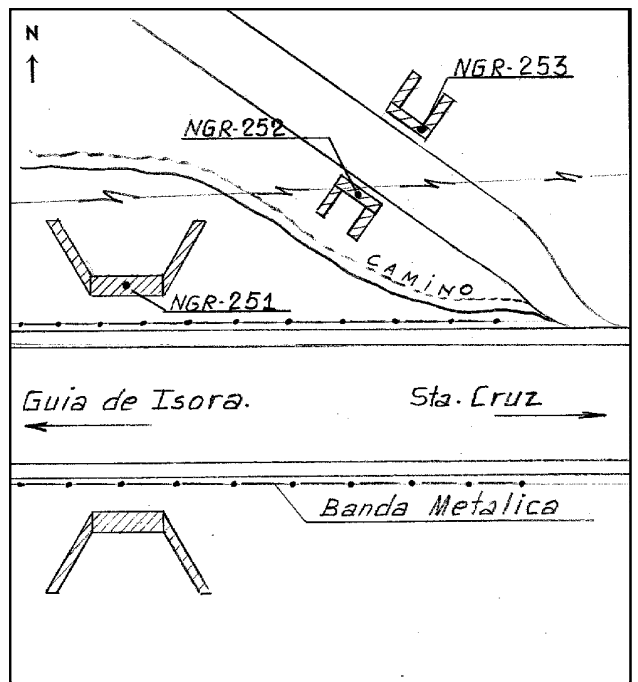 N
NGR-253
NGR-252
CAMINO
NGR-251
Guia de Isora.
Sta. Cruz
Banda Metalica